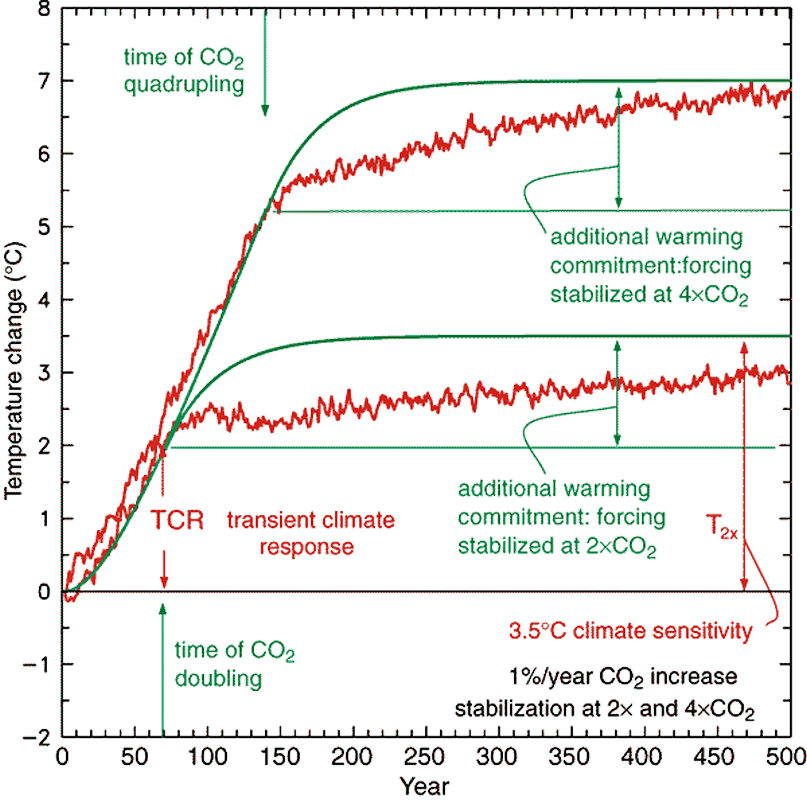 8
7
6
5
4
3
2
1
0
−1
−2
Temperature change (°C)
time of CO₂
quadrupling
additional warming
commitment:forcing
stabilized at 4×CO₂
additional warming
commitment: forcing
stabilized at 2×CO₂
TCR transient climate
response
T₂ₓ
3.5°C climate sensitivity
time of CO₂
doubling
1%/year CO₂ increase
stabilization at 2× and 4×CO₂
0 50 100 150 200 250 300 350 400 450 500
Year